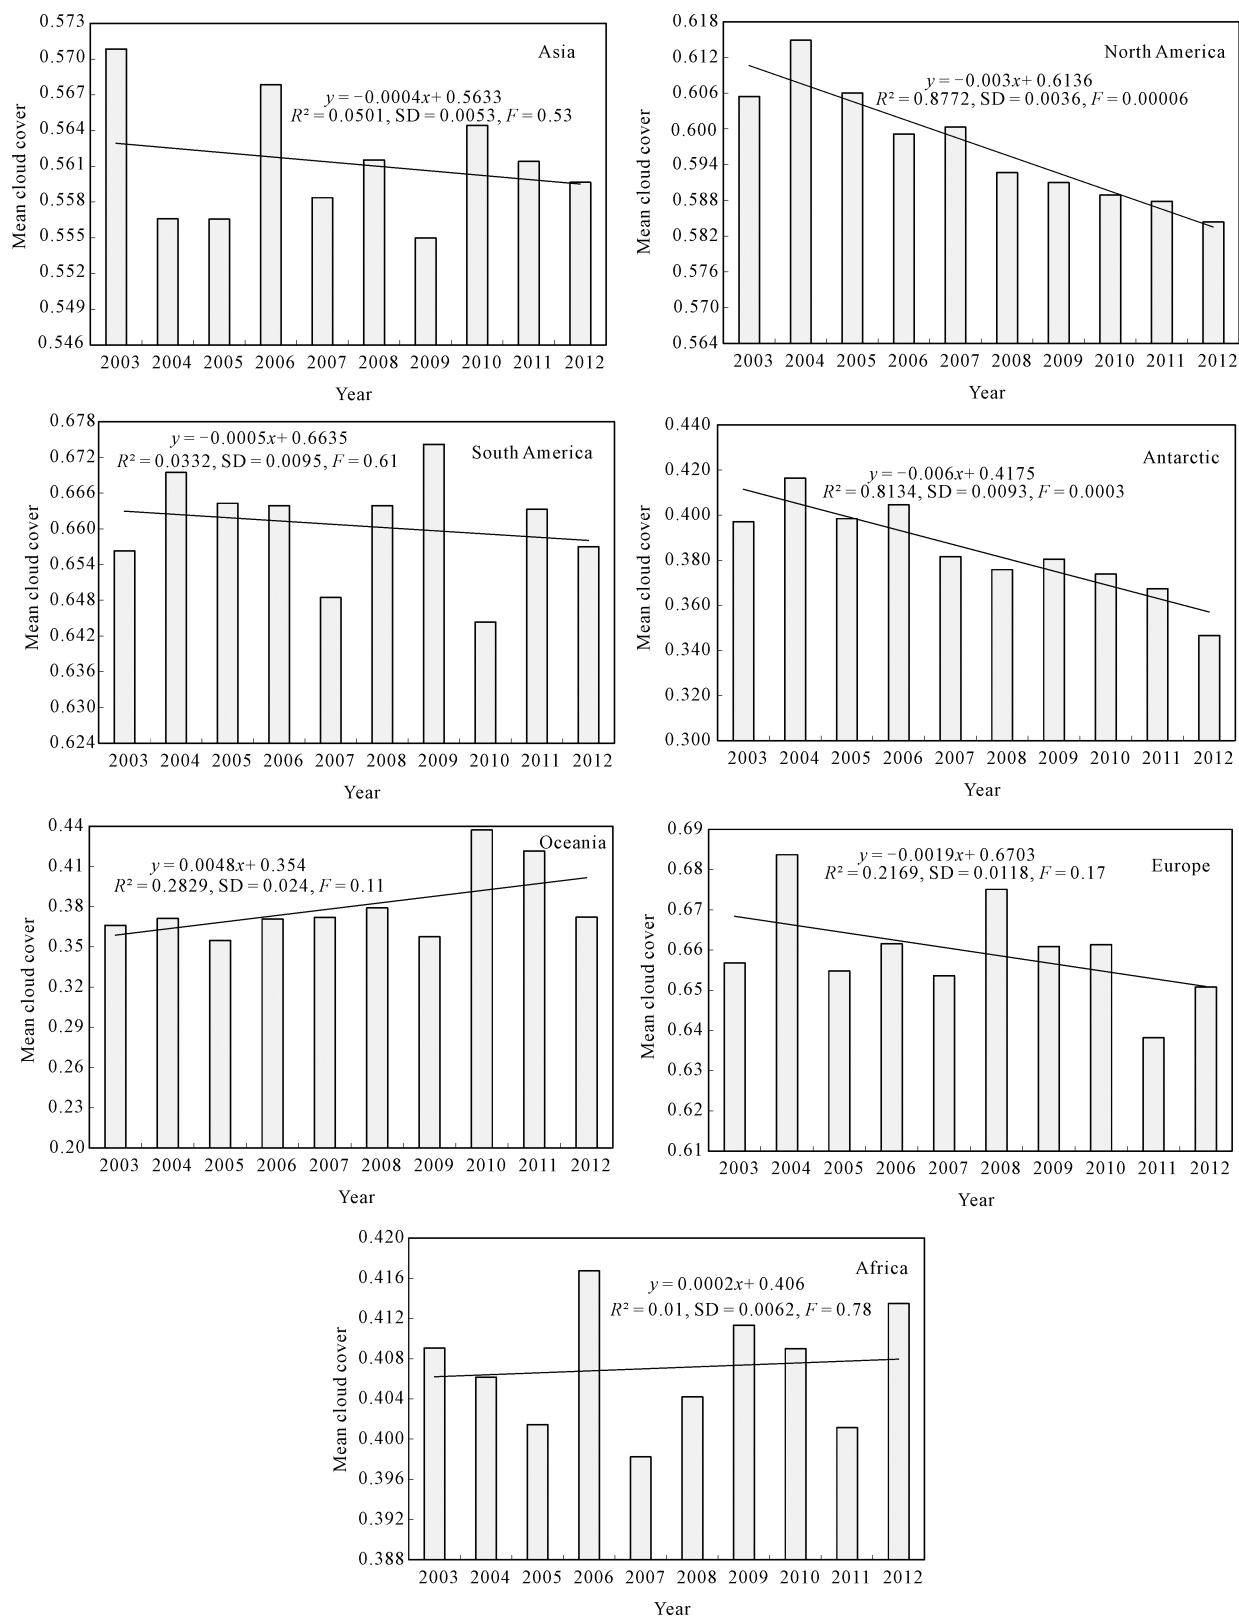 Asia
y = −0.0004x + 0.5633
R² = 0.0501, SD = 0.0053, F = 0.53
Mean cloud cover
0.573
0.570
0.567
0.564
0.561
0.558
0.555
0.552
0.549
0.546
2003 2004 2005 2006 2007 2008 2009 2010 2011 2012
Year
North America
y = −0.003x + 0.6136
R² = 0.8772, SD = 0.0036, F = 0.00006
Mean cloud cover
0.618
0.612
0.606
0.600
0.594
0.588
0.582
0.576
0.570
0.564
2003 2004 2005 2006 2007 2008 2009 2010 2011 2012
Year
South America
y = −0.0005x + 0.6635
R² = 0.0332, SD = 0.0095, F = 0.61
Mean cloud cover
0.678
0.672
0.666
0.660
0.654
0.648
0.642
0.636
0.630
0.624
2003 2004 2005 2006 2007 2008 2009 2010 2011 2012
Year
Antarctic
y = −0.006x + 0.4175
R² = 0.8134, SD = 0.0093, F = 0.0003
Mean cloud cover
0.440
0.420
0.400
0.380
0.360
0.340
0.320
0.300
2003 2004 2005 2006 2007 2008 2009 2010 2011 2012
Year
Oceania
y = 0.0048x + 0.354
R² = 0.2829, SD = 0.024, F = 0.11
Mean cloud cover
0.44
0.41
0.38
0.35
0.32
0.29
0.26
0.23
0.20
2003 2004 2005 2006 2007 2008 2009 2010 2011 2012
Year
Europe
y = −0.0019x + 0.6703
R² = 0.2169, SD = 0.0118, F = 0.17
Mean cloud cover
0.69
0.68
0.67
0.66
0.65
0.64
0.63
0.62
0.61
2003 2004 2005 2006 2007 2008 2009 2010 2011 2012
Year
Africa
y = 0.0002x + 0.406
R² = 0.01, SD = 0.0062, F = 0.78
Mean cloud cover
0.420
0.416
0.412
0.408
0.404
0.400
0.396
0.392
0.388
2003 2004 2005 2006 2007 2008 2009 2010 2011 2012
Year